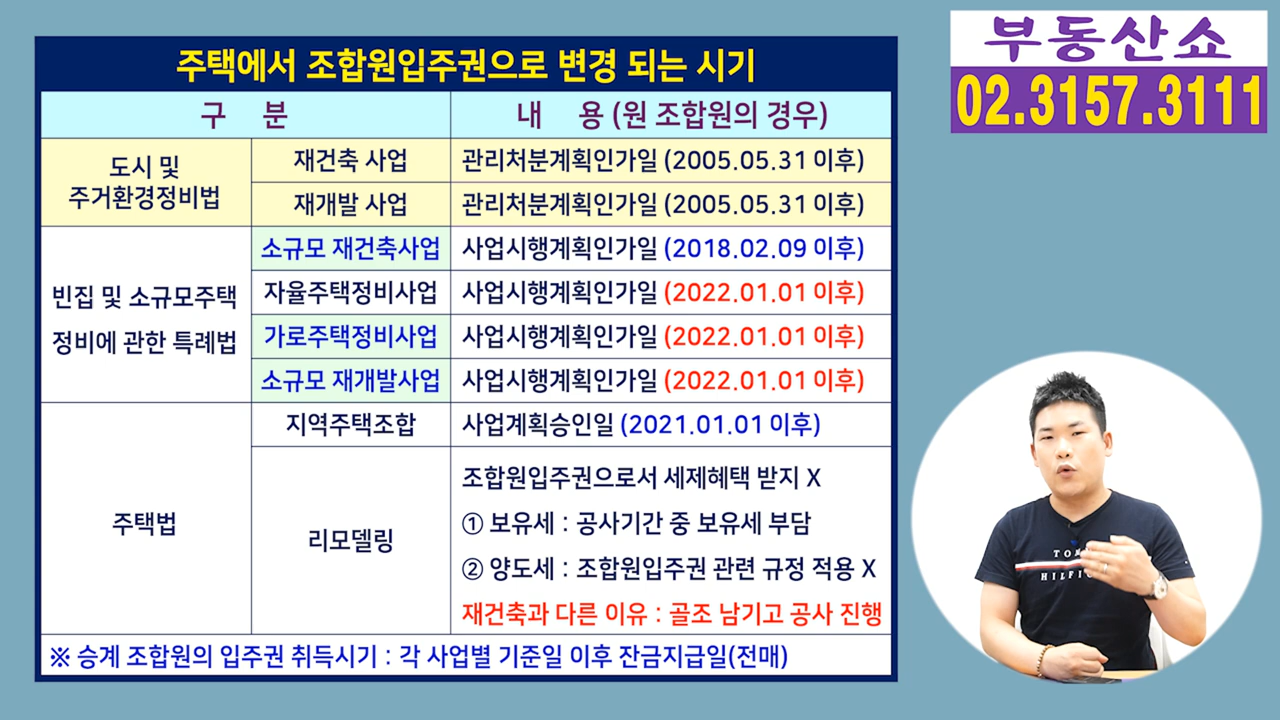 부동산쇼
02.3157.3111
주택에서 조합원입주권으로 변경 되는 시기
구 분
내 용 (원 조합원의 경우)
도시 및
주거환경정비법
재건축 사업
관리처분계획인가일 (2005.05.31 이후)
재개발 사업
관리처분계획인가일 (2005.05.31 이후)
빈집 및 소규모주택
정비에 관한 특례법
소규모 재건축사업
사업시행계획인가일 (2018.02.09 이후)
자율주택정비사업
사업시행계획인가일 (2022.01.01 이후)
가로주택정비사업
사업시행계획인가일 (2022.01.01 이후)
소규모 재개발사업
사업시행계획인가일 (2022.01.01 이후)
주택법
지역주택조합
사업계획승인일 (2021.01.01 이후)
리모델링
조합원입주권으로서 세제혜택 받지 X
① 보유세 : 공사기간 중 보유세 부담
② 양도세 : 조합원입주권 관련 규정 적용 X
재건축과 다른 이유 : 골조 남기고 공사 진행
※ 승계 조합원의 입주권 취득시기 : 각 사업별 기준일 이후 잔금지급일(전매)